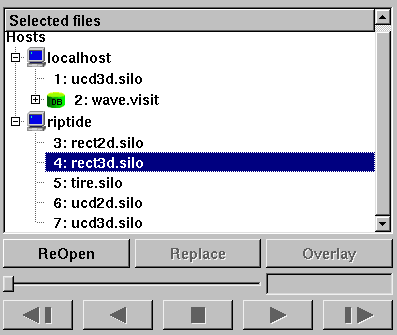 Selected files
Hosts
localhost
1: ucd3d.silo
DB 2: wave.visit
riptide
3: rect2d.silo
4: rect3d.silo
5: tire.silo
6: ucd2d.silo
7: ucd3d.silo
ReOpen Replace Overlay